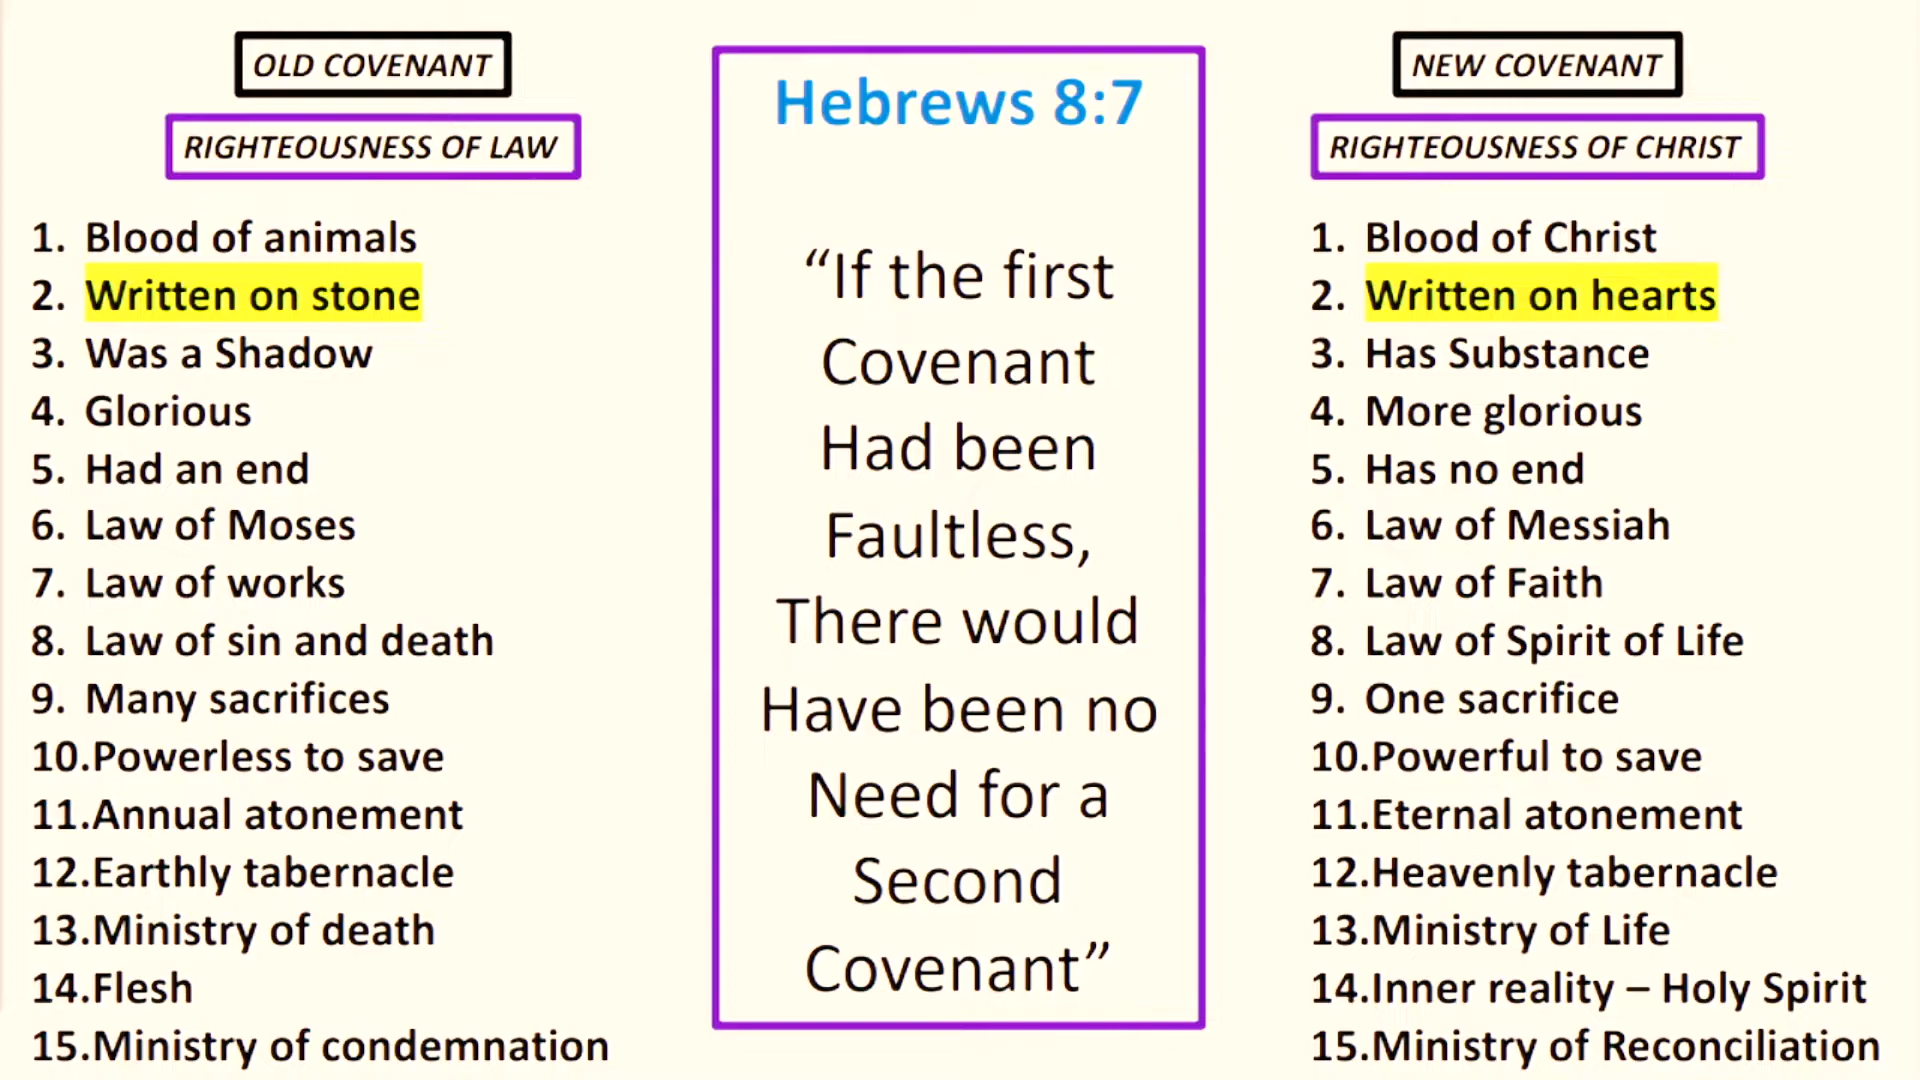 OLD COVENANT
RIGHTEOUSNESS OF LAW
1. Blood of animals
2. Written on stone
3. Was a Shadow
4. Glorious
5. Had an end
6. Law of Moses
7. Law of works
8. Law of sin and death
9. Many sacrifices
10.Powerless to save
11.Annual atonement
12.Earthly tabernacle
13.Ministry of death
14.Flesh
15.Ministry of condemnation
Hebrews 8:7
“If the first
Covenant
Had been
Faultless,
There would
Have been no
Need for a
Second
Covenant”
NEW COVENANT
RIGHTEOUSNESS OF CHRIST
1. Blood of Christ
2. Written on hearts
3. Has Substance
4. More glorious
5. Has no end
6. Law of Messiah
7. Law of Faith
8. Law of Spirit of Life
9. One sacrifice
10.Powerful to save
11.Eternal atonement
12.Heavenly tabernacle
13.Ministry of Life
14.Inner reality – Holy Spirit
15.Ministry of Reconciliation